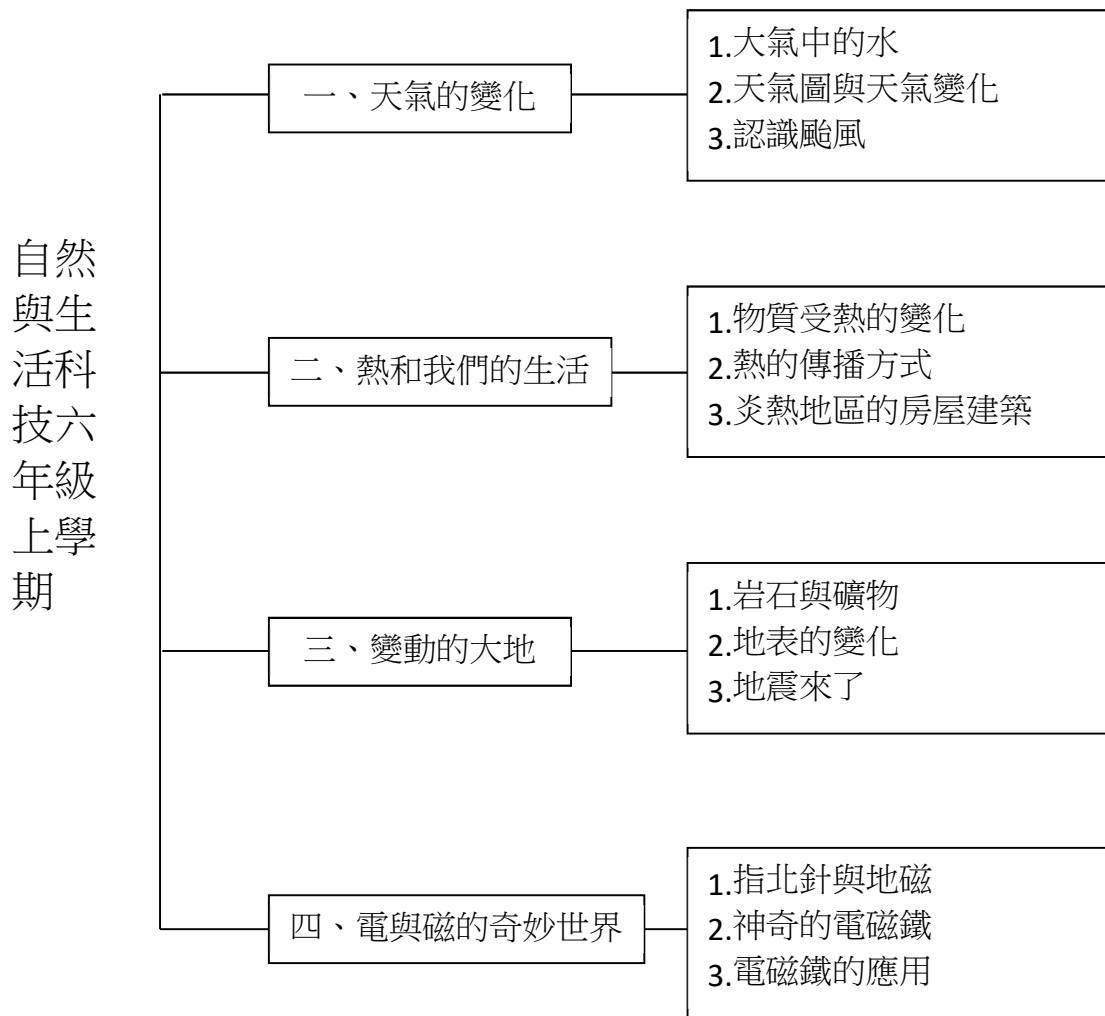 自然
與生
活科
技六
年級
上學
期
一、天氣的變化
1.大氣中的水
2.天氣圖與天氣變化
3.認識颱風
二、熱和我們的生活
1.物質受熱的變化
2.熱的傳播方式
3.炎熱地區的房屋建築
三、變動的大地
1.岩石與礦物
2.地表的變化
3.地震來了
四、電與磁的奇妙世界
1.指北針與地磁
2.神奇的電磁鐵
3.電磁鐵的應用